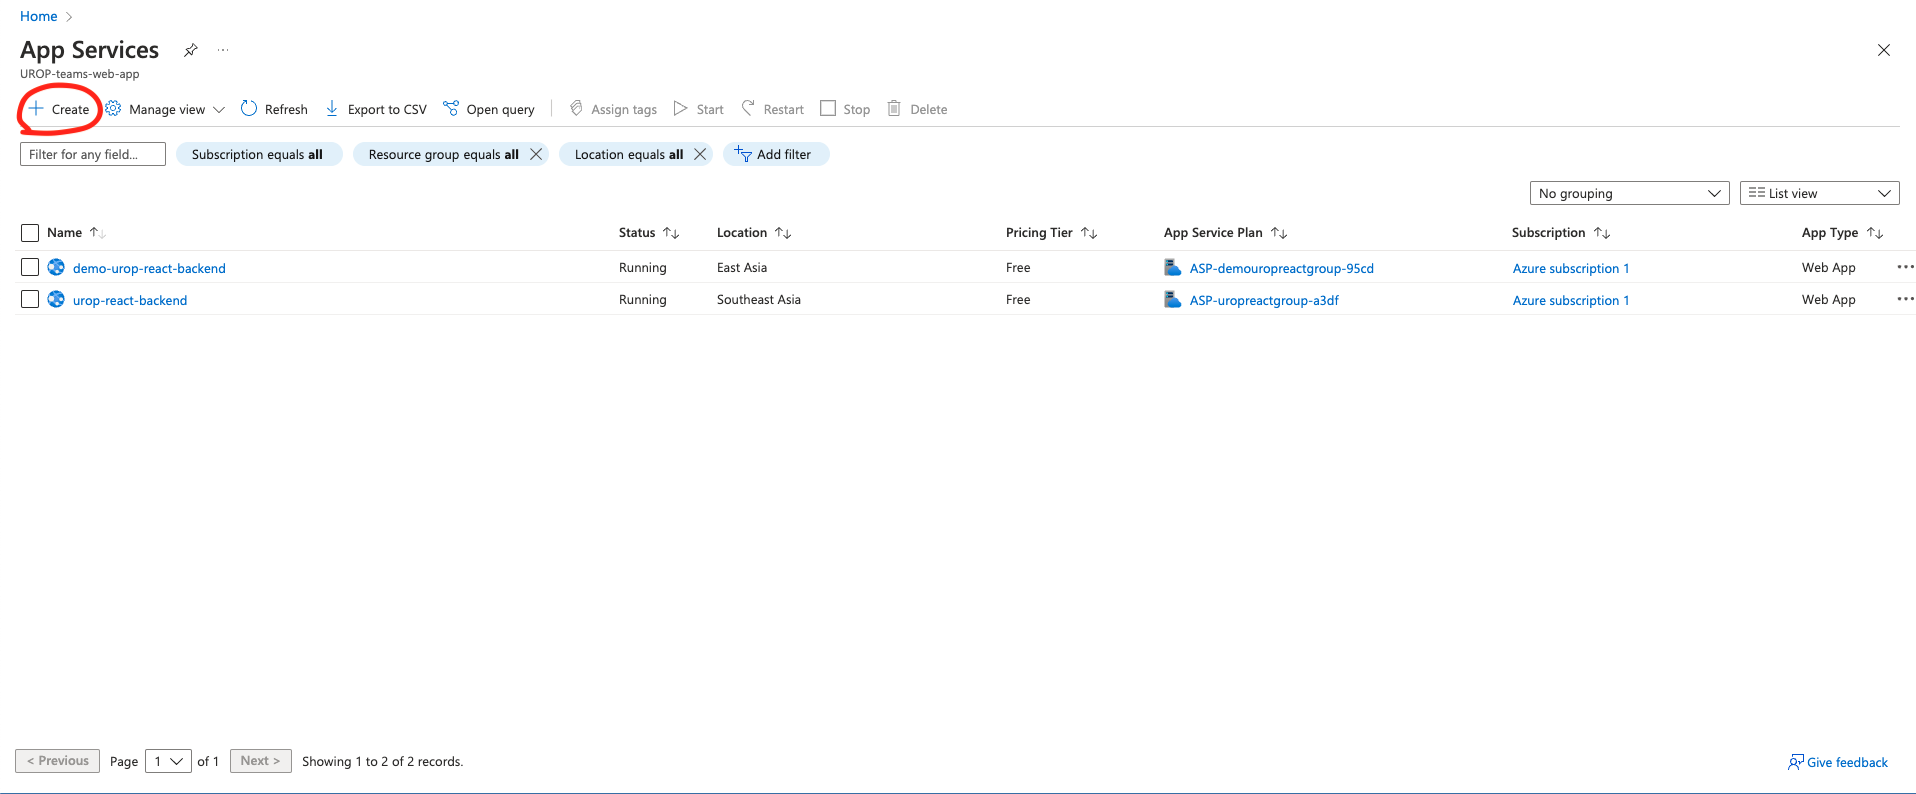 Home
App Services
UROP-teams-web-app
Create Manage view Refresh Export to CSV Open query Assign tags Start Restart Stop Delete
Filter for any field... Subscription equals all Resource group equals all Location equals all Add filter
No grouping List view
Name Status Location Pricing Tier App Service Plan Subscription App Type
demo-urop-react-backend Running East Asia Free ASP-demouropreactgroup-95cd Azure subscription 1 Web App
urop-react-backend Running Southeast Asia Free ASP-uropreactgroup-a3df Azure subscription 1 Web App
< Previous Page 1 of 1 Next > Showing 1 to 2 of 2 records. Give feedback